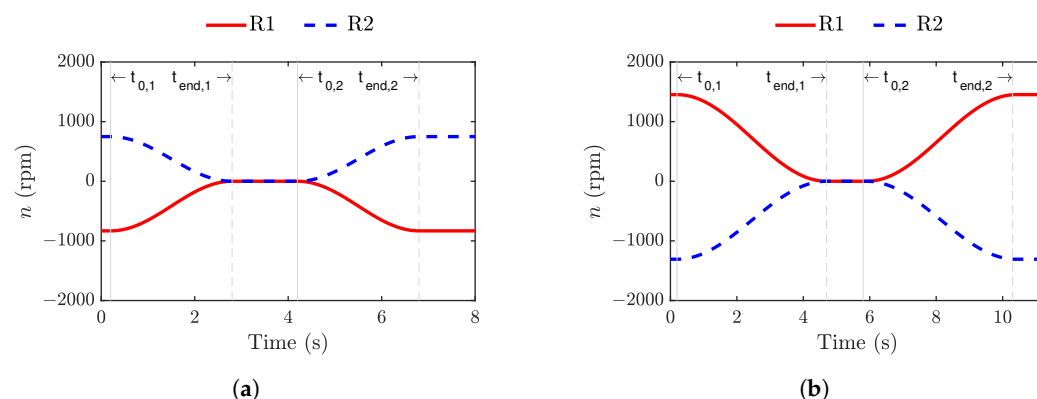 R1 R2
2000
1000
0
−1000
−2000
n (rpm)
← t0,1 tend,1 → ← t0,2 tend,2 →
0 2 4 6 8
Time (s)
(a)
R1 R2
2000
1000
0
−1000
−2000
n (rpm)
← t0,1 tend,1 → ← t0,2 tend,2 →
0 2 4 6 8 10
Time (s)
(b)